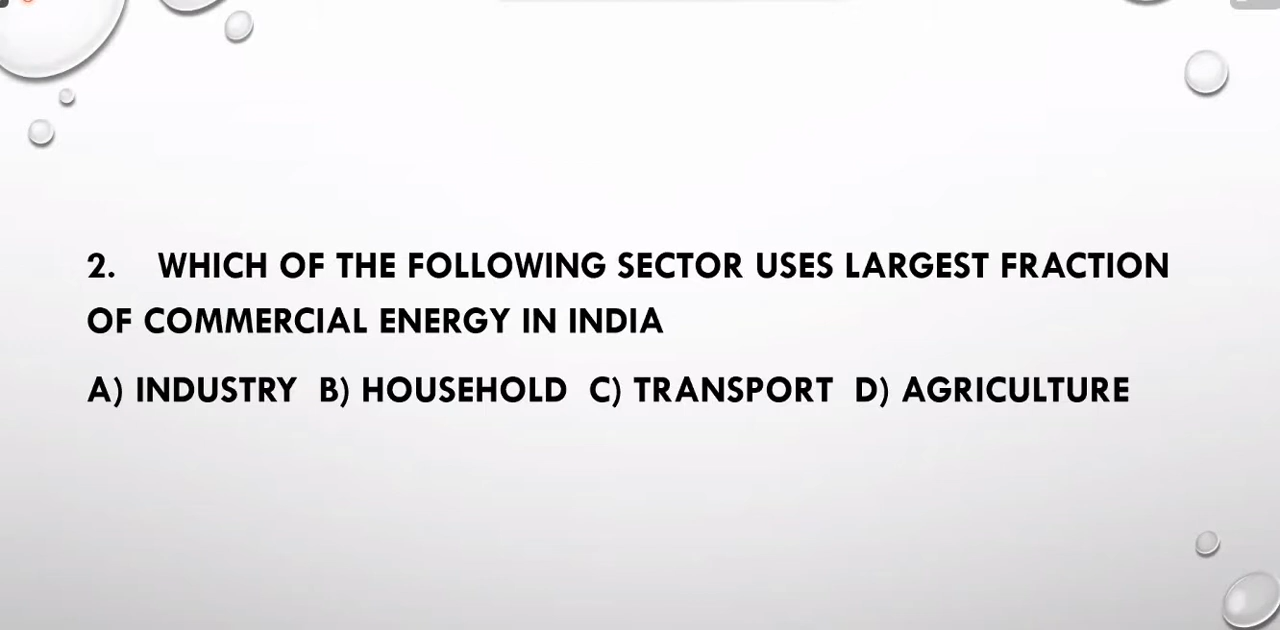 2. WHICH OF THE FOLLOWING SECTOR USES LARGEST FRACTION
OF COMMERCIAL ENERGY IN INDIA
A) INDUSTRY B) HOUSEHOLD C) TRANSPORT D) AGRICULTURE